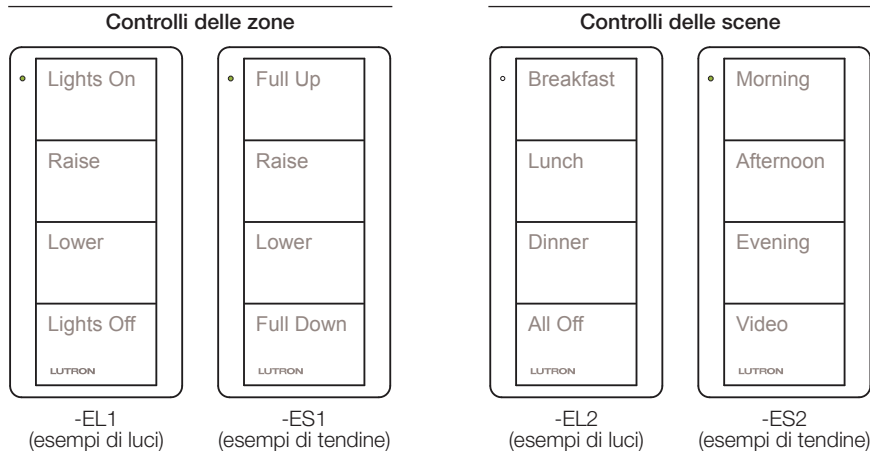 Controlli delle zone
Lights On
Raise
Lower
Lights Off
LUTRON
-EL1
(esempi di luci)
Full Up
Raise
Lower
Full Down
LUTRON
-ES1
(esempi di tendine)
Controlli delle scene
Breakfast
Lunch
Dinner
All Off
LUTRON
-EL2
(esempi di luci)
Morning
Afternoon
Evening
Video
LUTRON
-ES2
(esempi di tendine)